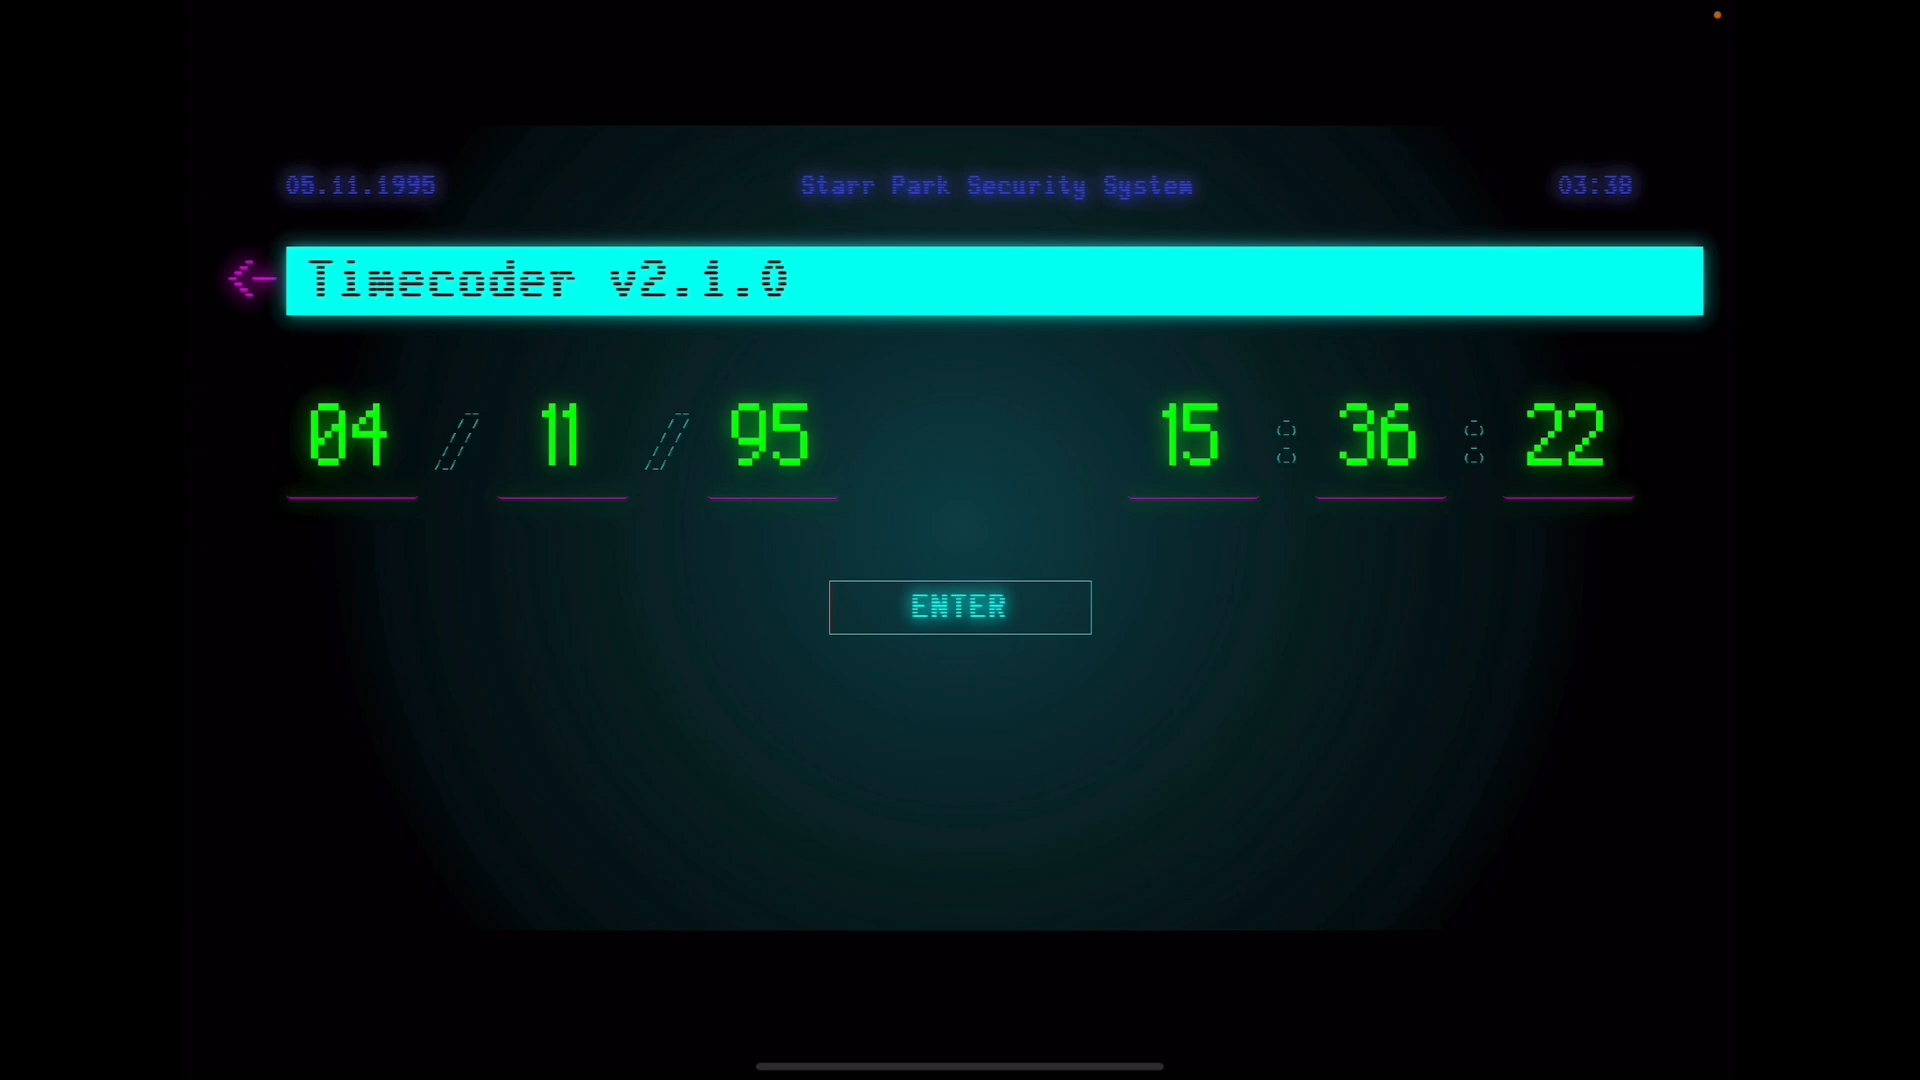 05.11.1995 Starr Park Security System 03:38
<- Timecoder v2.1.0
04 // 11 // 95 15 : 36 : 22
ENTER